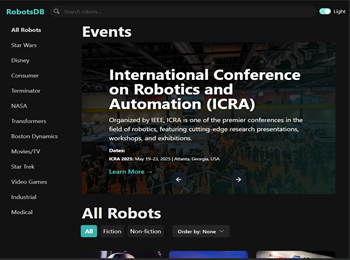 RobotsDB
Search robots...
Light
All Robots
Star Wars
Disney
Consumer
Terminator
NASA
Transformers
Boston Dynamics
Movies/TV
Star Trek
Video Games
Industrial
Medical
Events
International Conference
on Robotics and
Automation (ICRA)
Organized by IEEE, ICRA is one of the premier conferences in the
field of robotics, featuring cutting-edge research presentations,
workshops, and exhibitions.
Dates:
ICRA 2025: May 19–23, 2025 | Atlanta, Georgia, USA
Learn More →
All Robots
All Fiction Non-fiction Order by: None